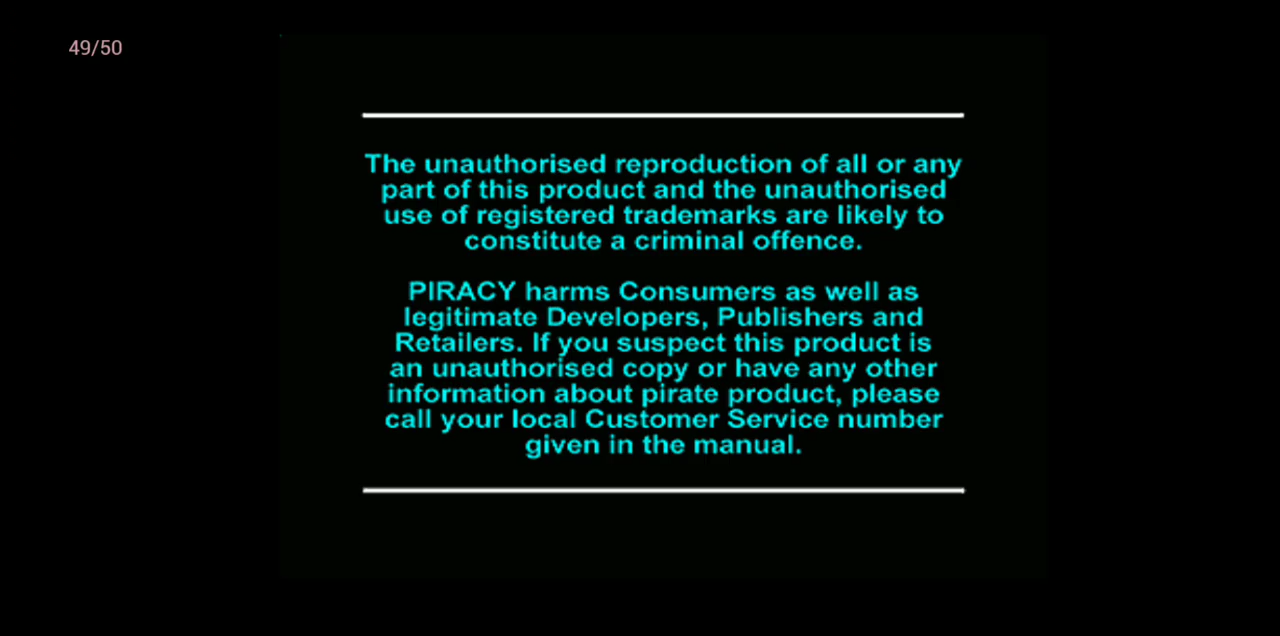 49/50
The unauthorised reproduction of all or any
part of this product and the unauthorised
use of registered trademarks are likely to
constitute a criminal offence.
PIRACY harms Consumers as well as
legitimate Developers, Publishers and
Retailers. If you suspect this product is
an unauthorised copy or have any other
information about pirate product, please
call your local Customer Service number
given in the manual.